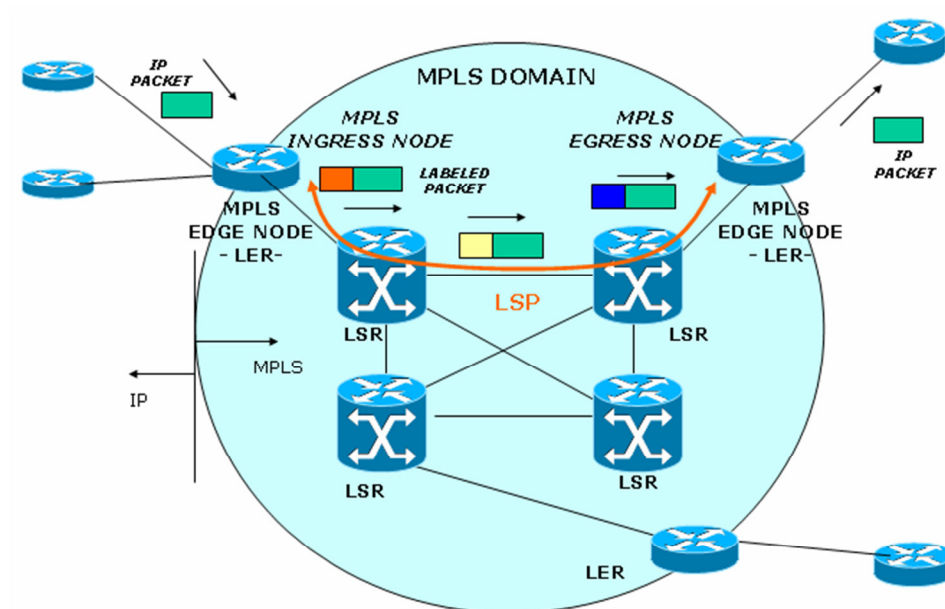 IP
PACKET
MPLS DOMAIN
MPLS
INGRESS NODE
MPLS
EGRESS NODE
LABELED
PACKET
IP
PACKET
MPLS
EDGE NODE
- LER-
MPLS
EDGE NODE
- LER-
LSP
LSR
LSR
MPLS
IP
LSR
LSR
LER